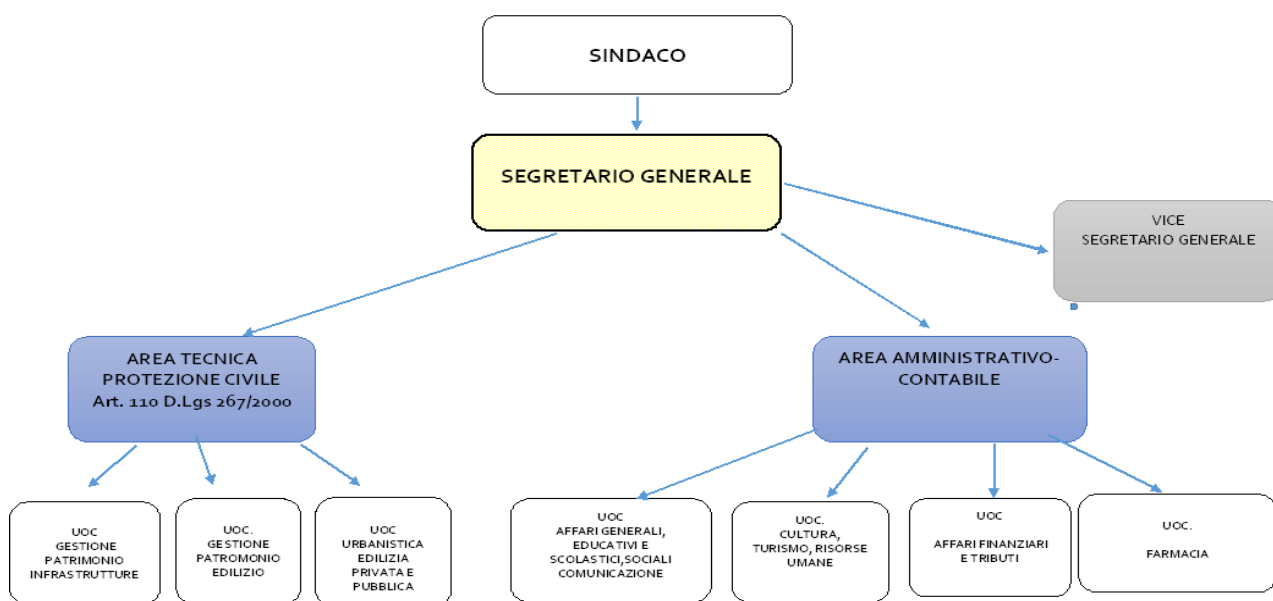 SINDACO
SEGRETARIO GENERALE
VICE
SEGRETARIO GENERALE
AREA TECNICA
PROTEZIONE CIVILE
Art. 110 D.Lgs 267/2000
AREA AMMINISTRATIVO-
CONTABILE
UOC
GESTIONE
PATRIMONIO
INFRASTRUTTURE
UOC.
GESTIONE
PATROMONIO
EDILIZIO
UOC
URBANISTICA
EDILIZIA
PRIVATA E
PUBBLICA
UOC
AFFARI GENERALI,
EDUCATIVI E
SCOLASTICI,SOCIALI
COMUNICAZIONE
UOC.
CULTURA,
TURISMO, RISORSE
UMANE
UOC
AFFARI FINANZIARI
E TRIBUTI
UOC.
FARMACIA